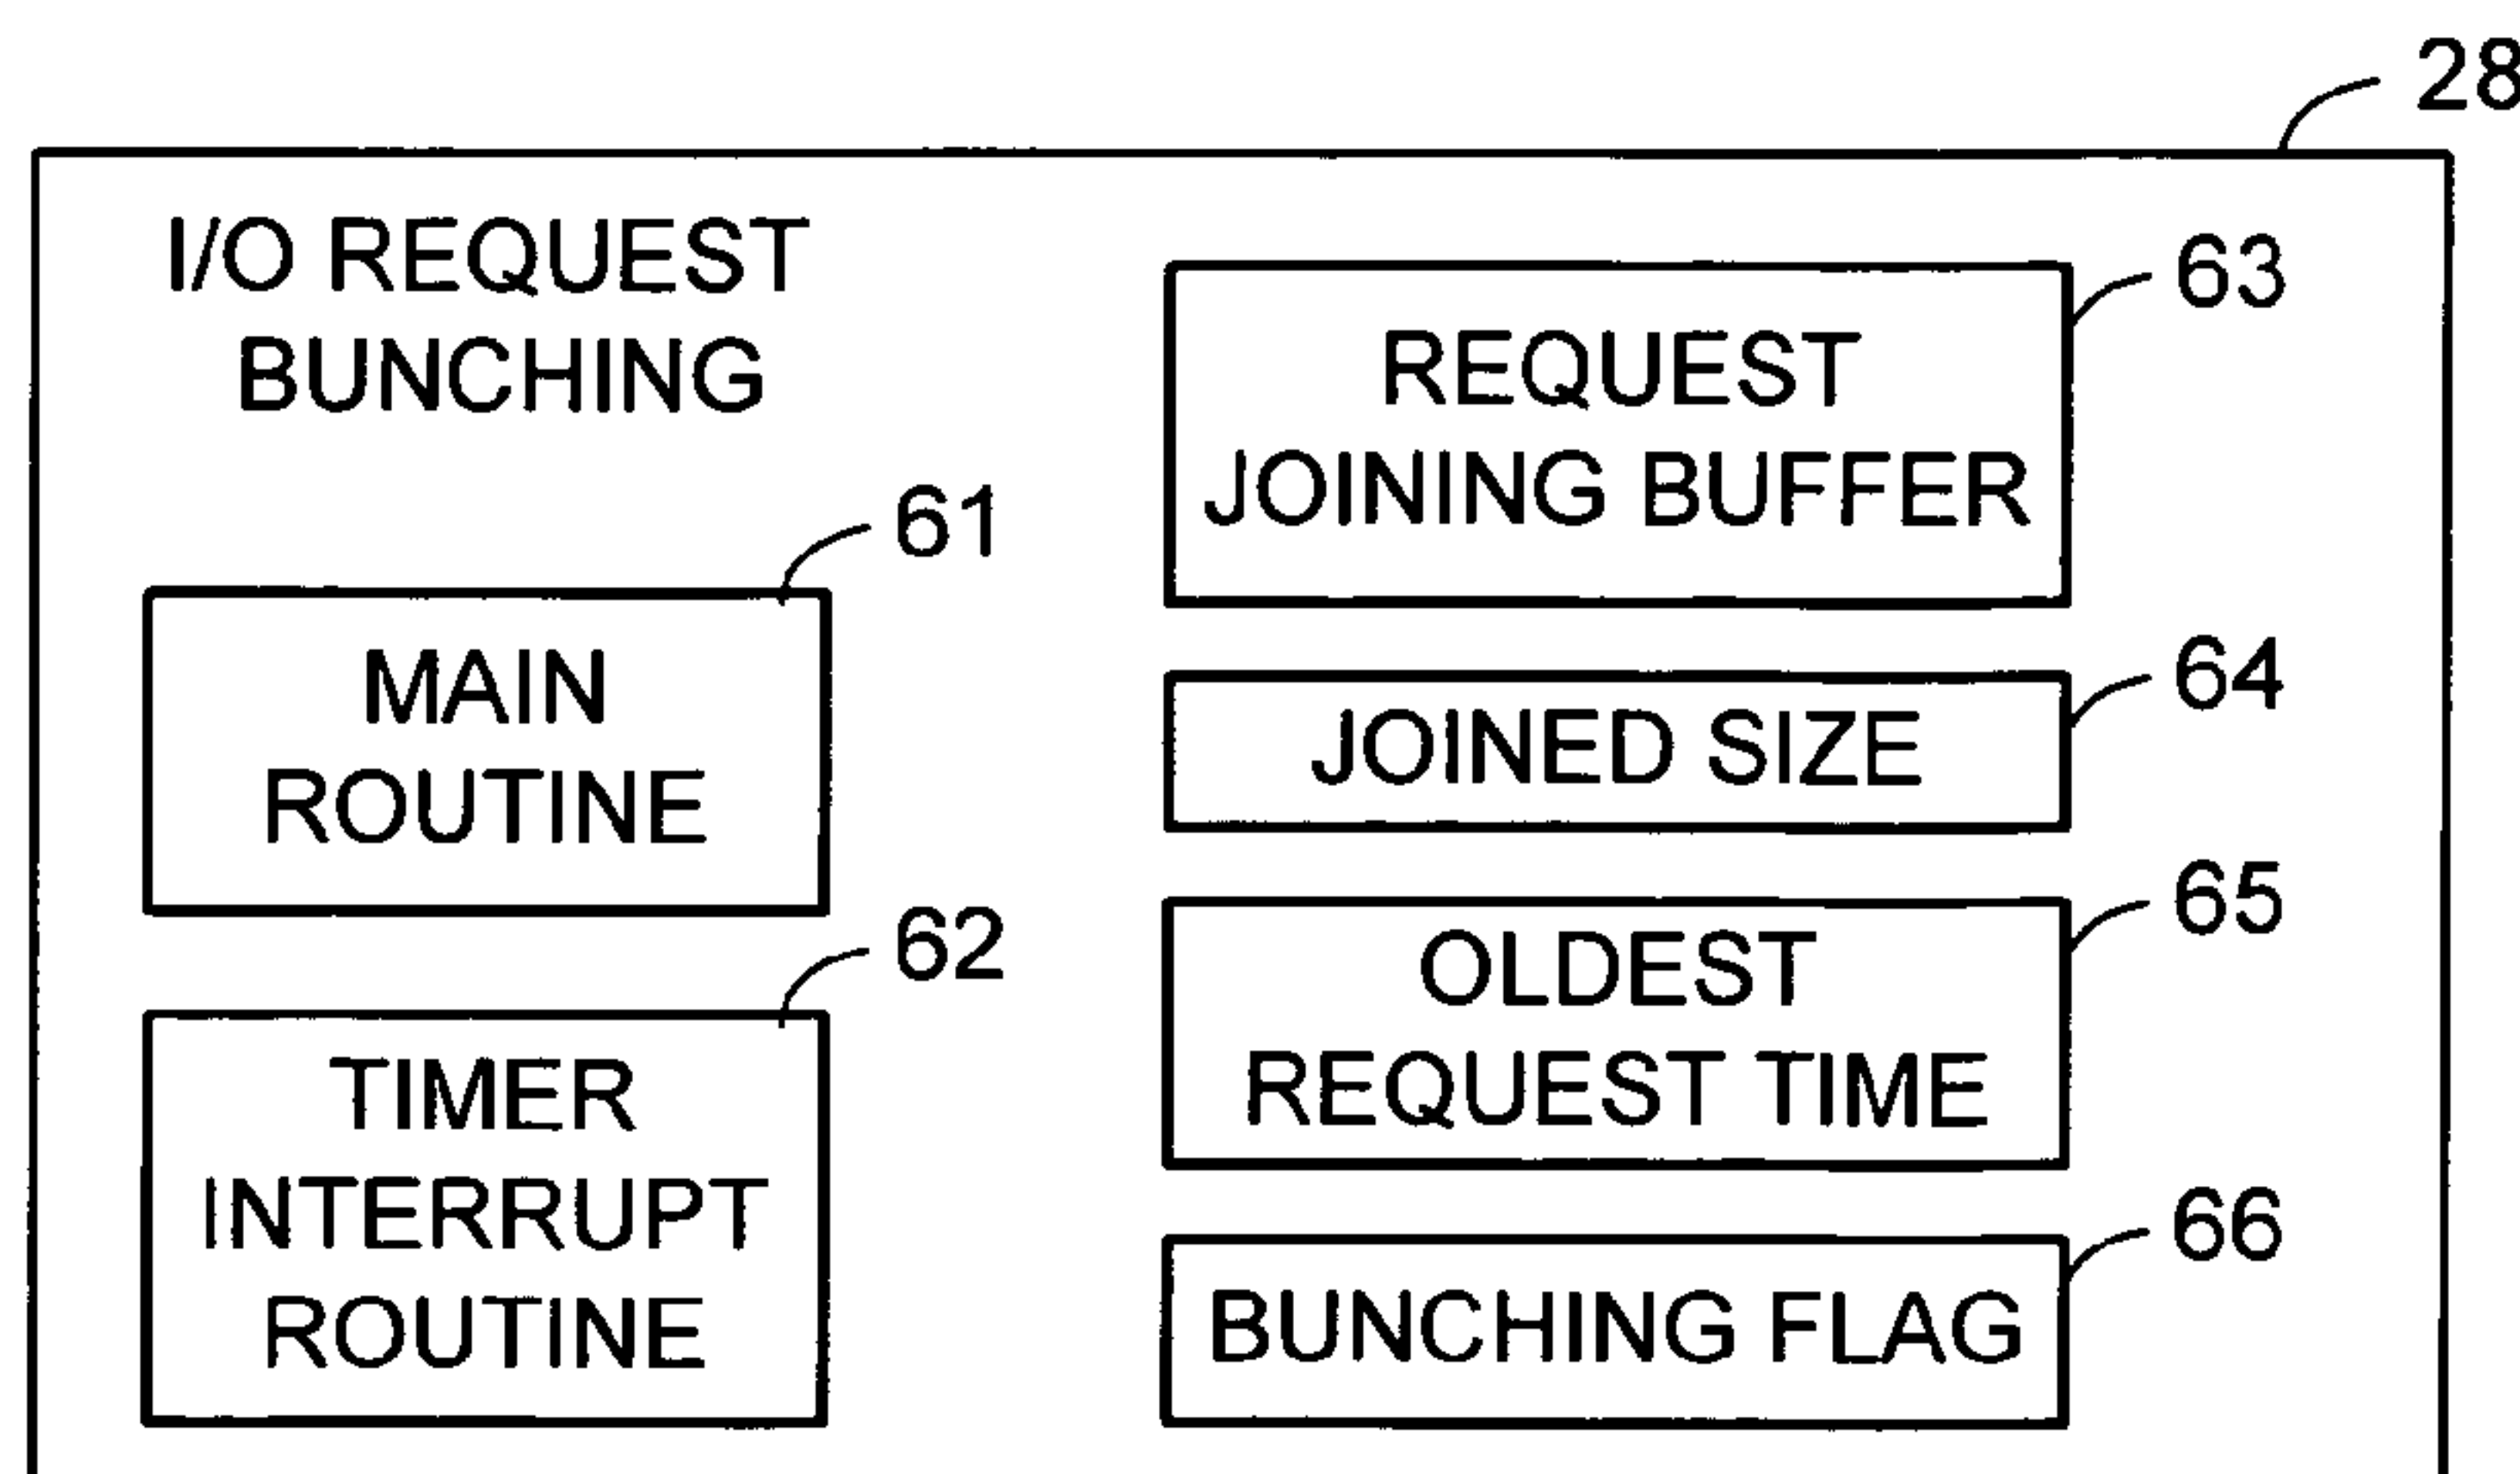 28
I/O REQUEST
BUNCHING
61
MAIN
ROUTINE
62
TIMER
INTERRUPT
ROUTINE
63
REQUEST
JOINING BUFFER
64
JOINED SIZE
65
OLDEST
REQUEST TIME
66
BUNCHING FLAG